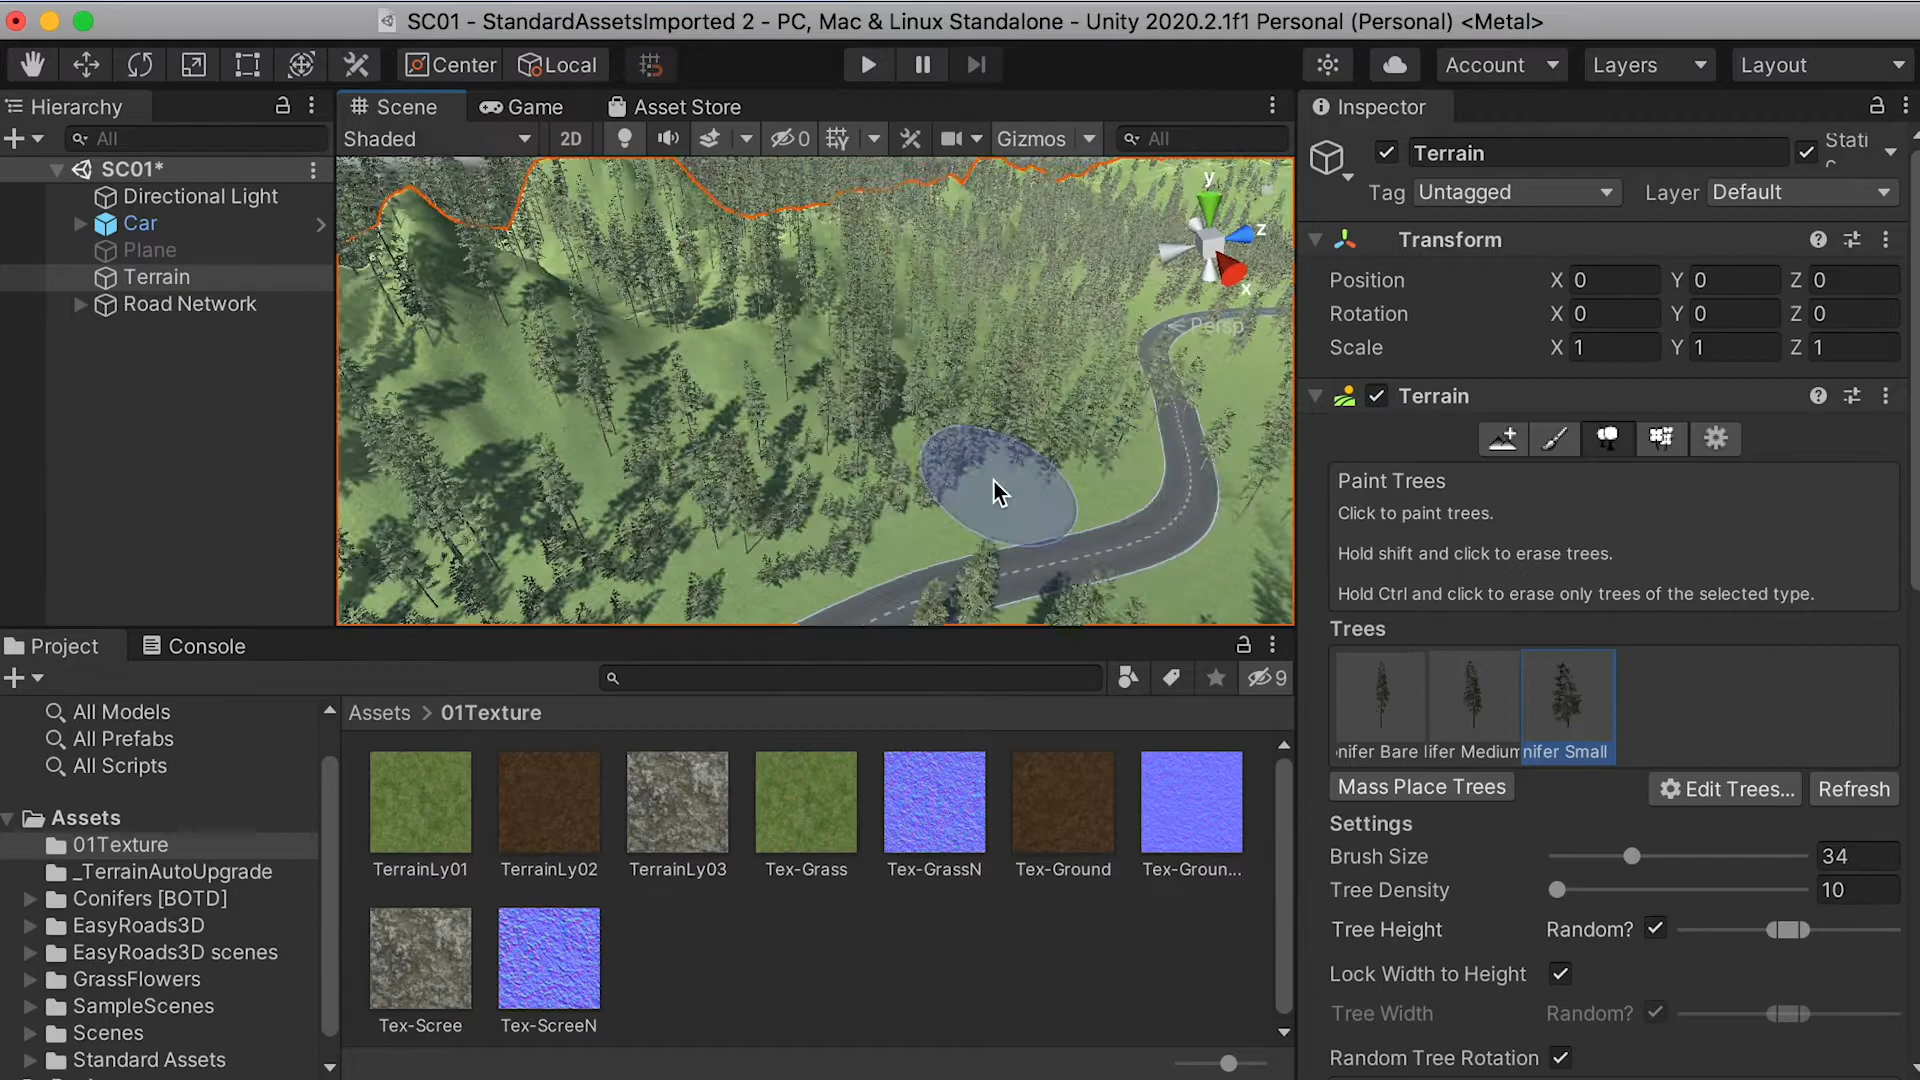 SC01 - StandardAssetsImported 2 - PC, Mac & Linux Standalone - Unity 2020.2.1f1 Personal (Personal) <Metal>
Center Local Account Layers Layout
Hierarchy
All
SC01*
Directional Light
Car
Plane
Terrain
Road Network
Scene Game Asset Store
Shaded 2D 0 Gizmos All
y
z
x
Persp
Inspector
Terrain Stati
c
Tag Untagged Layer Default
Transform
Position X 0 Y 0 Z 0
Rotation X 0 Y 0 Z 0
Scale X 1 Y 1 Z 1
Terrain
Paint Trees
Click to paint trees.
Hold shift and click to erase trees.
Hold Ctrl and click to erase only trees of the selected type.
Trees
nifer Bare lifer Medium nifer Small
Mass Place Trees Edit Trees... Refresh
Settings
Brush Size 34
Tree Density 10
Tree Height Random?
Lock Width to Height
Tree Width Random?
Random Tree Rotation
Project Console
9
All Models
All Prefabs
All Scripts
Assets
01Texture
_TerrainAutoUpgrade
Conifers [BOTD]
EasyRoads3D
EasyRoads3D scenes
GrassFlowers
SampleScenes
Scenes
Standard Assets
Assets > 01Texture
TerrainLy01 TerrainLy02 TerrainLy03 Tex-Grass Tex-GrassN Tex-Ground Tex-Groun...
Tex-Scree Tex-ScreeN